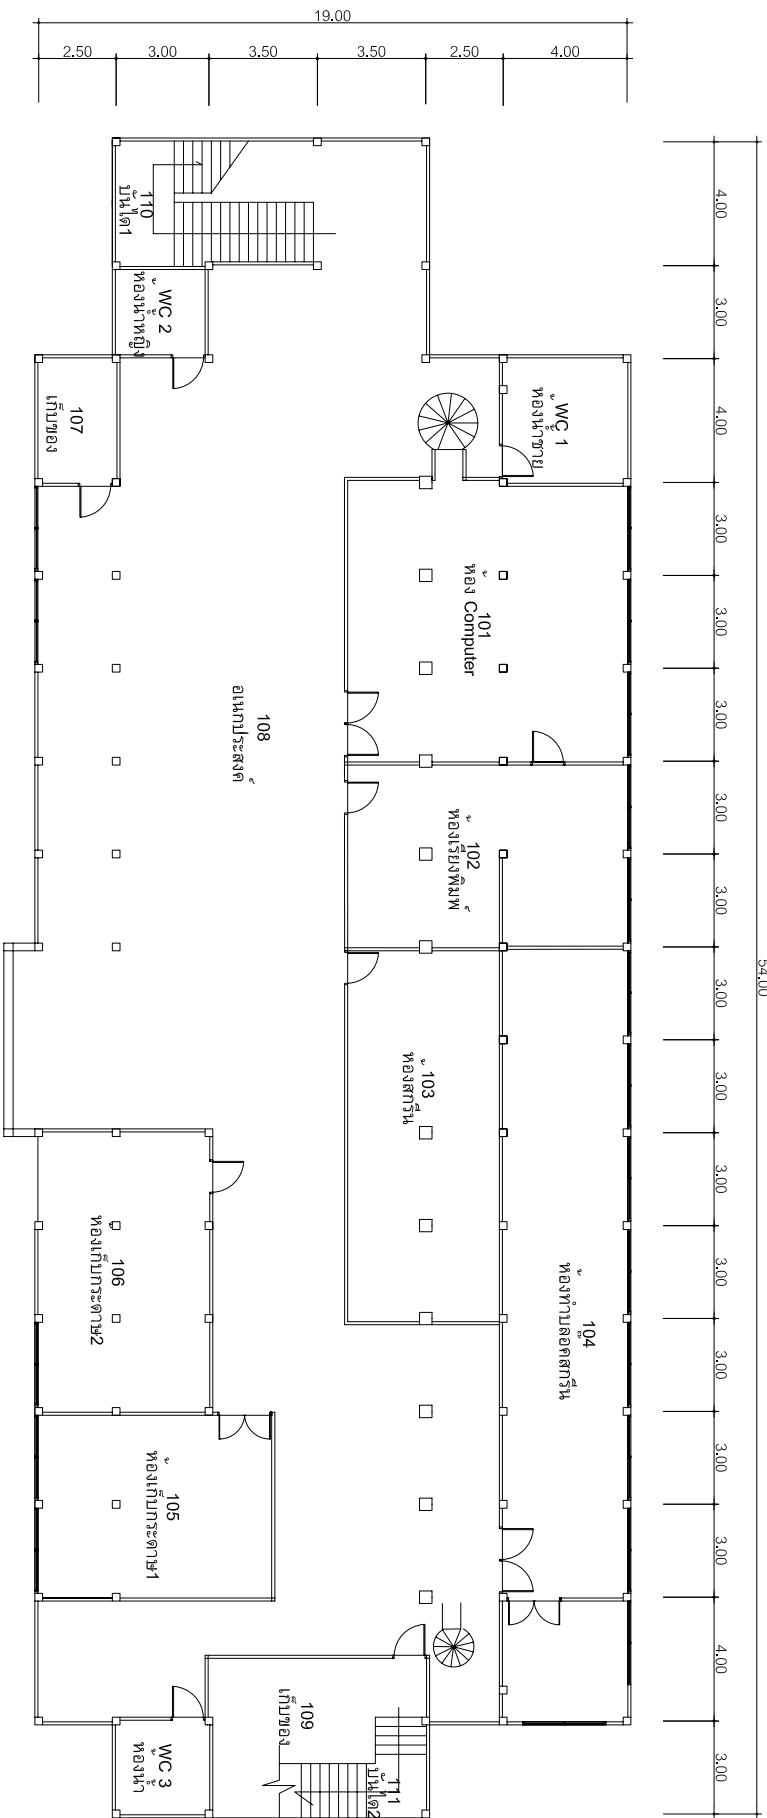 19.00
2.50
3.00
3.50
3.50
2.50
4.00
54.00
4.00
3.00
4.00
3.00
3.00
3.00
3.00
3.00
3.00
3.00
3.00
3.00
3.00
3.00
4.00
3.00
110
บันได1
WC 2
ห้องน้ำหญิง
WC 1
ห้องน้ำชาย
107
เก็บของ
101
ห้อง Computer
108
อเนกประสงค์
102
ห้องเรียงพิมพ์
103
ห้องสกรีน
104
ห้องทำบล๊อคสกรีน
106
ห้องเก็บกระดาษ2
105
ห้องเก็บกระดาษ1
109
เก็บของ
WC 3
ห้องน้ำ
111
บันได2